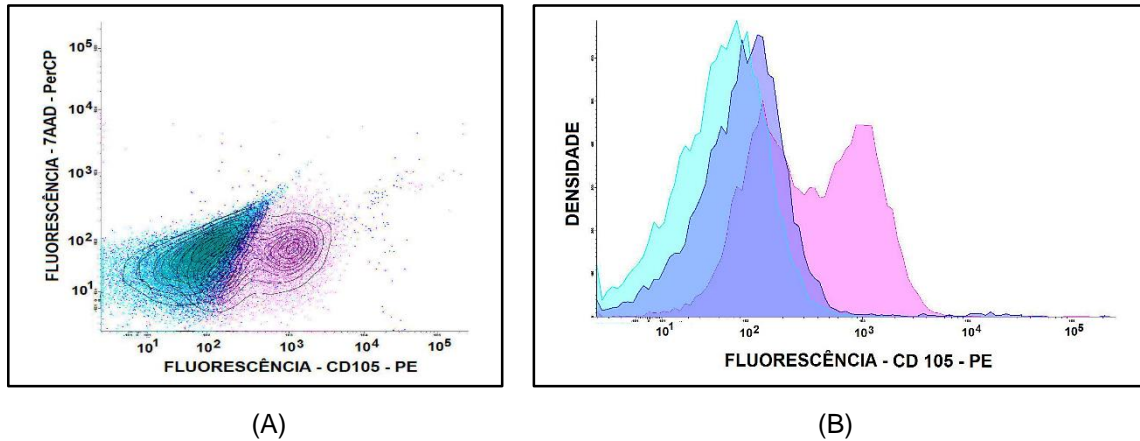 FLUORESCÊNCIA - 7AAD - PerCP
10⁵
10⁴
10³
10²
10¹
10¹ 10² 10³ 10⁴ 10⁵
FLUORESCÊNCIA - CD105 - PE
(A)
DENSIDADE
10¹ 10² 10³ 10⁴ 10⁵
FLUORESCÊNCIA - CD 105 - PE
(B)